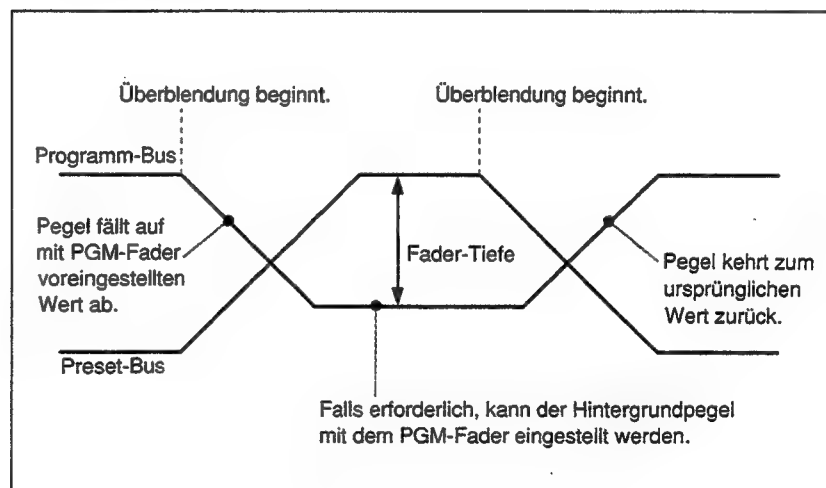 Überblendung beginnt.
Überblendung beginnt.
Programm-Bus
Pegel fällt auf
mit PGM-Fader
voreingestellten
Wert ab.
Fader-Tiefe
Pegel kehrt zum
ursprünglichen
Wert zurück.
Preset-Bus
Falls erforderlich, kann der Hintergrundpegel
mit dem PGM-Fader eingestellt werden.